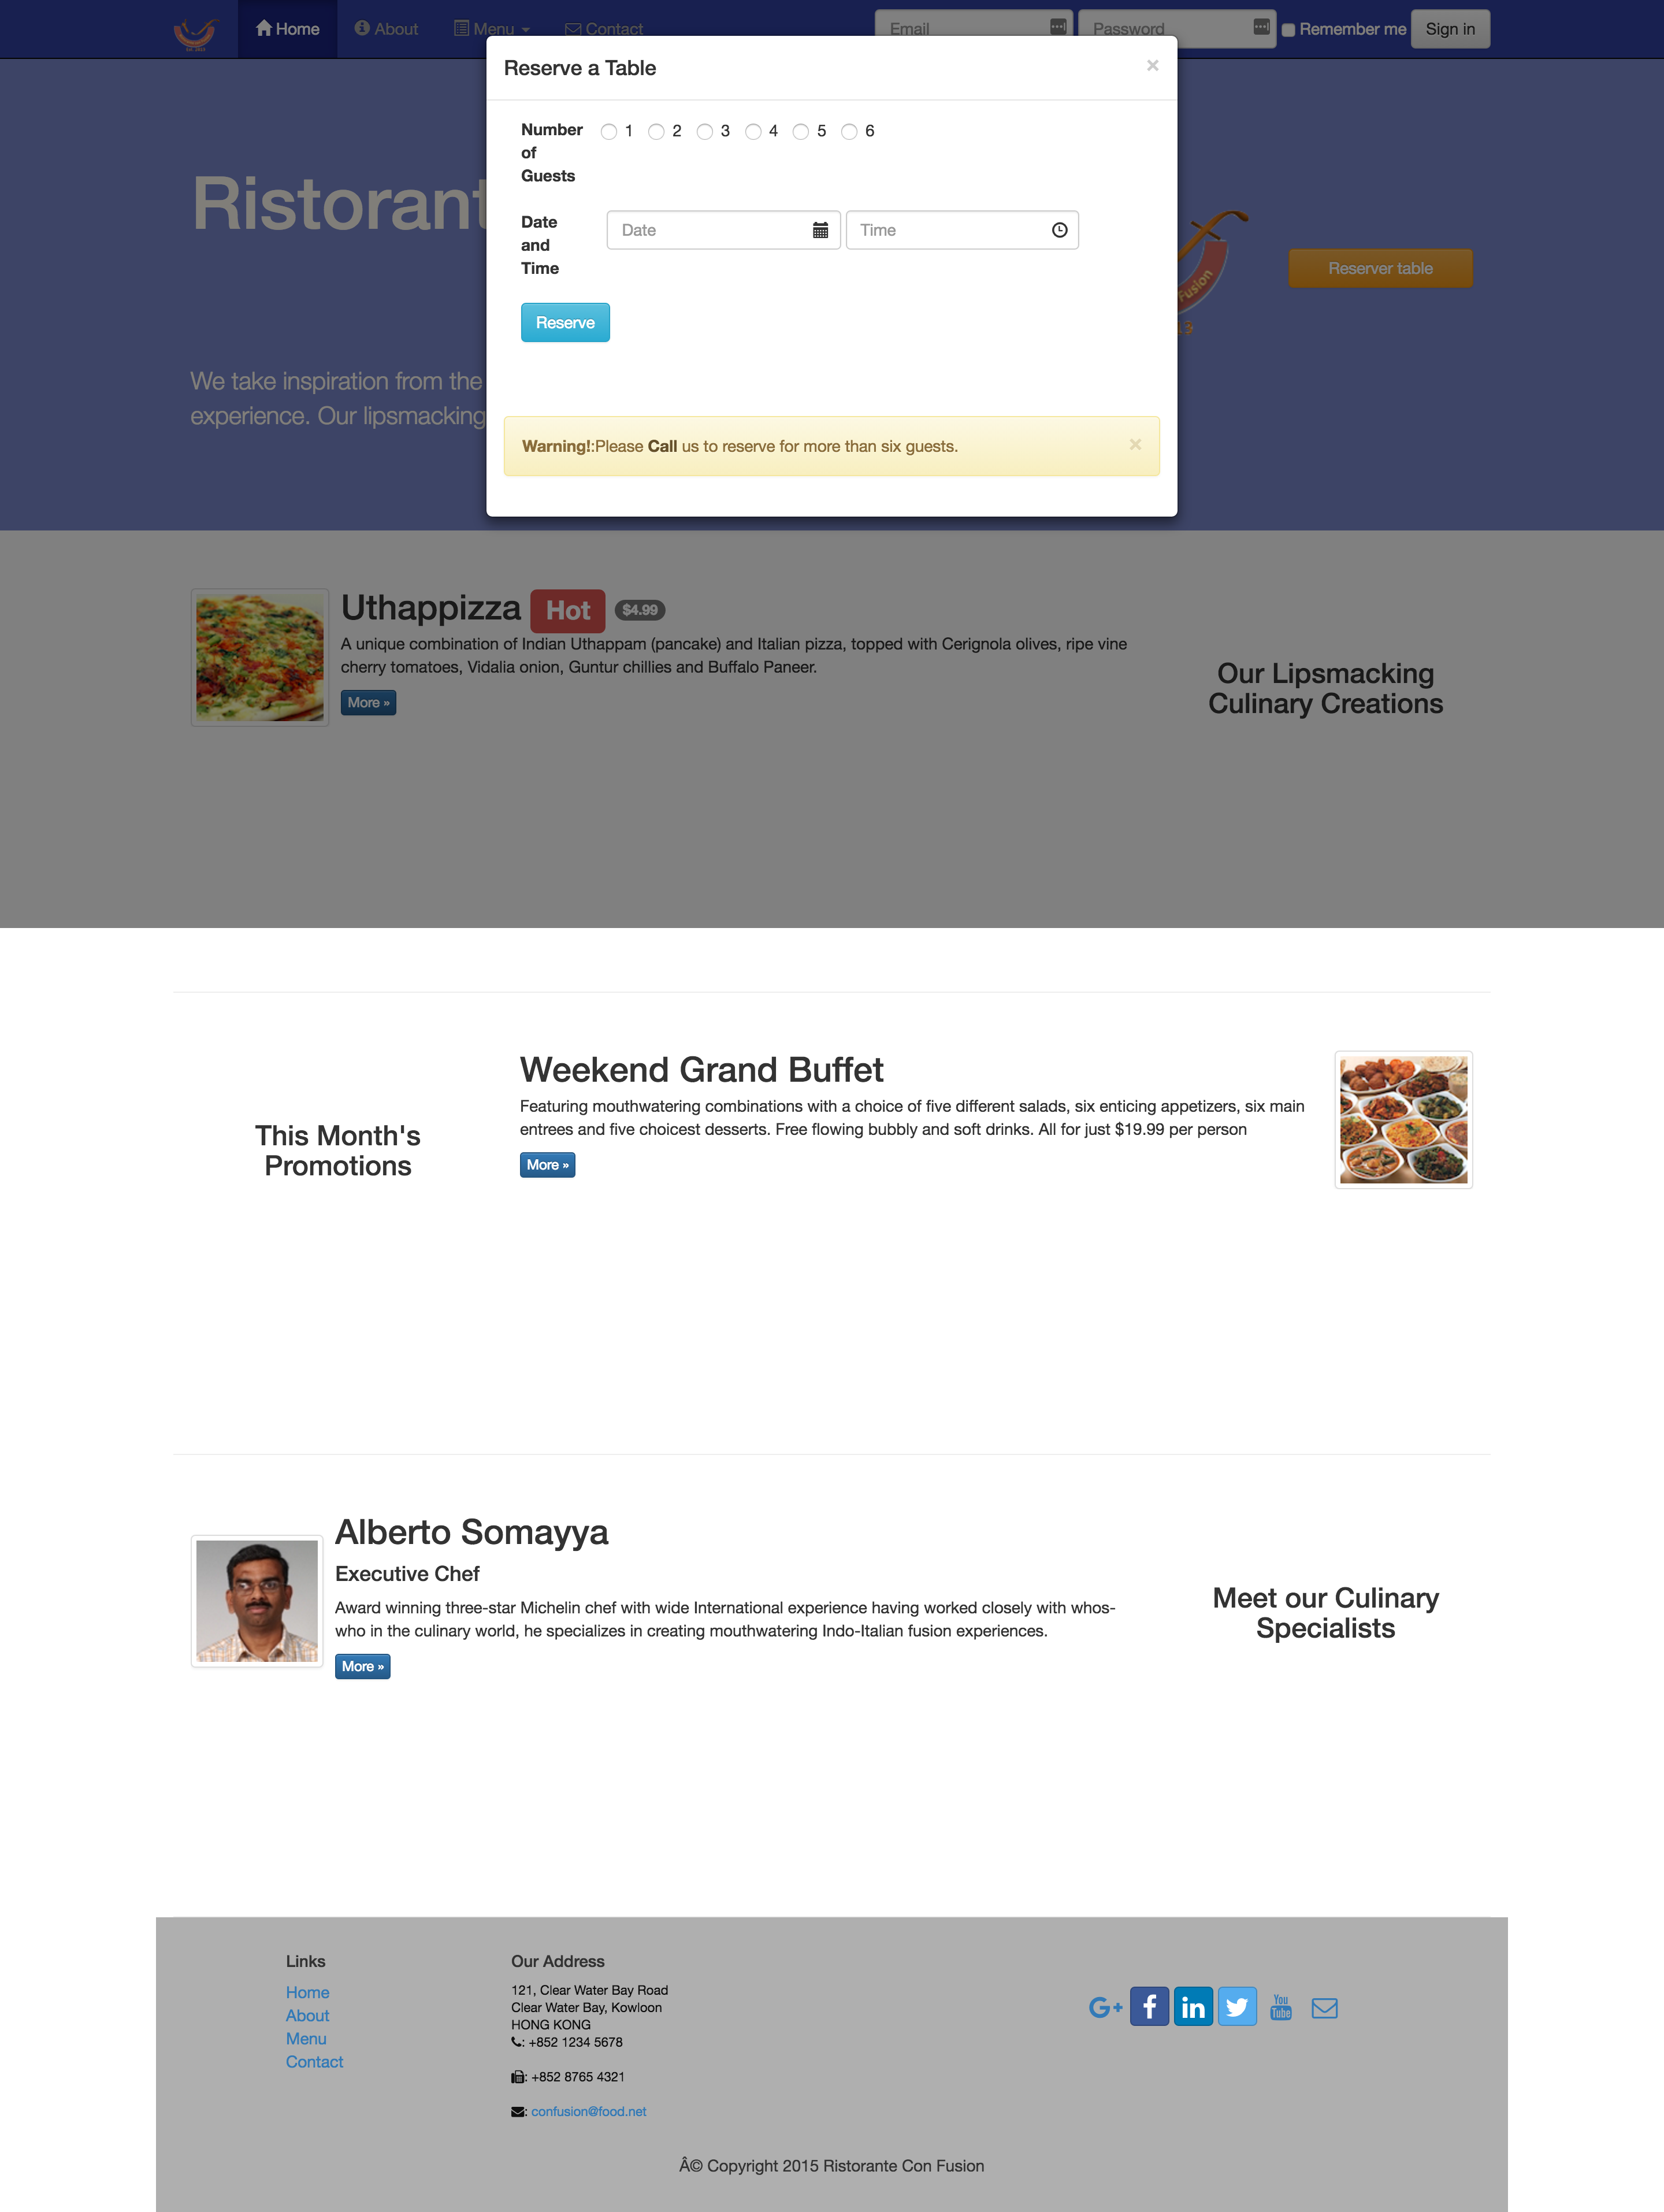 Home
About
Menu
Contact
Email
Password
Remember me
Sign in
Reserve a Table
×
Number of Guests
1 2 3 4 5 6
Date and Time
Date
Time
Reserve
Warning!:Please Call us to reserve for more than six guests.
×
Ristorant
Fusion
Reserver table
We take inspiration from the
experience. Our lipsmacking
Uthappizza Hot $4.99
A unique combination of Indian Uthappam (pancake) and Italian pizza, topped with Cerignola olives, ripe vine
cherry tomatoes, Vidalia onion, Guntur chillies and Buffalo Paneer.
More »
Our Lipsmacking
Culinary Creations
This Month's
Promotions
Weekend Grand Buffet
Featuring mouthwatering combinations with a choice of five different salads, six enticing appetizers, six main
entrees and five choicest desserts. Free flowing bubbly and soft drinks. All for just $19.99 per person
More »
Alberto Somayya
Executive Chef
Award winning three-star Michelin chef with wide International experience having worked closely with whos-
who in the culinary world, he specializes in creating mouthwatering Indo-Italian fusion experiences.
More »
Meet our Culinary
Specialists
Links
Home
About
Menu
Contact
Our Address
121, Clear Water Bay Road
Clear Water Bay, Kowloon
HONG KONG
: +852 1234 5678
: +852 8765 4321
: confusion@food.net
G+ f in You Tube
Â© Copyright 2015 Ristorante Con Fusion